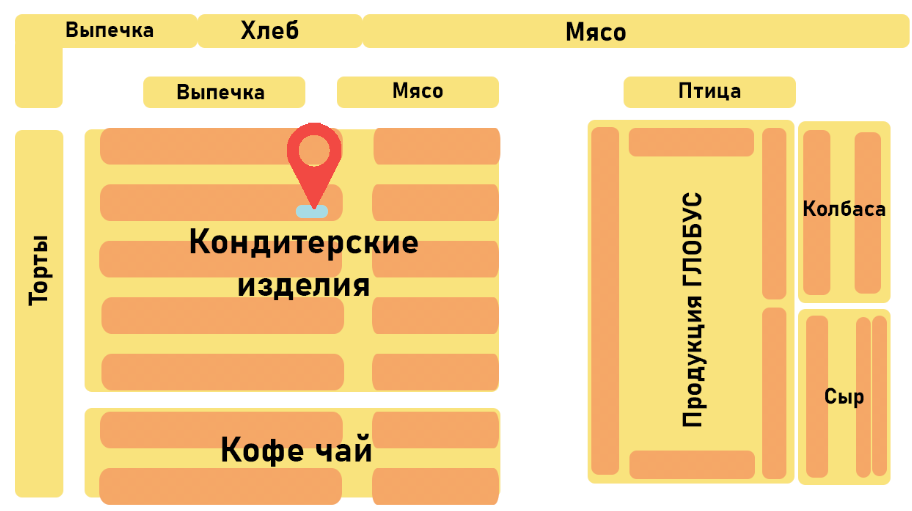 Выпечка
Хлеб
Мясо
Выпечка
Мясо
Птица
Торты
Кондитерские
изделия
Кофе чай
Продукция ГЛОБУС
Колбаса
Сыр